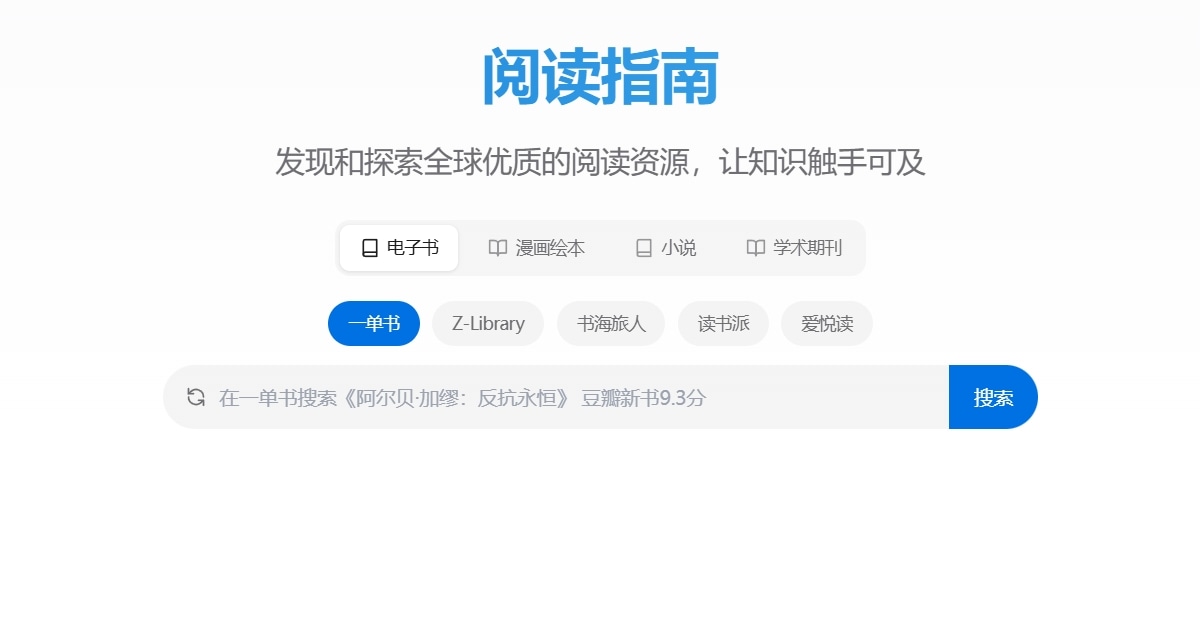 阅读指南
发现和探索全球优质的阅读资源，让知识触手可及
电子书 漫画绘本 小说 学术期刊
一单书 Z-Library 书海旅人 读书派 爱悦读
在一单书搜索《阿尔贝·加缪：反抗永恒》 豆瓣新书9.3分 搜索